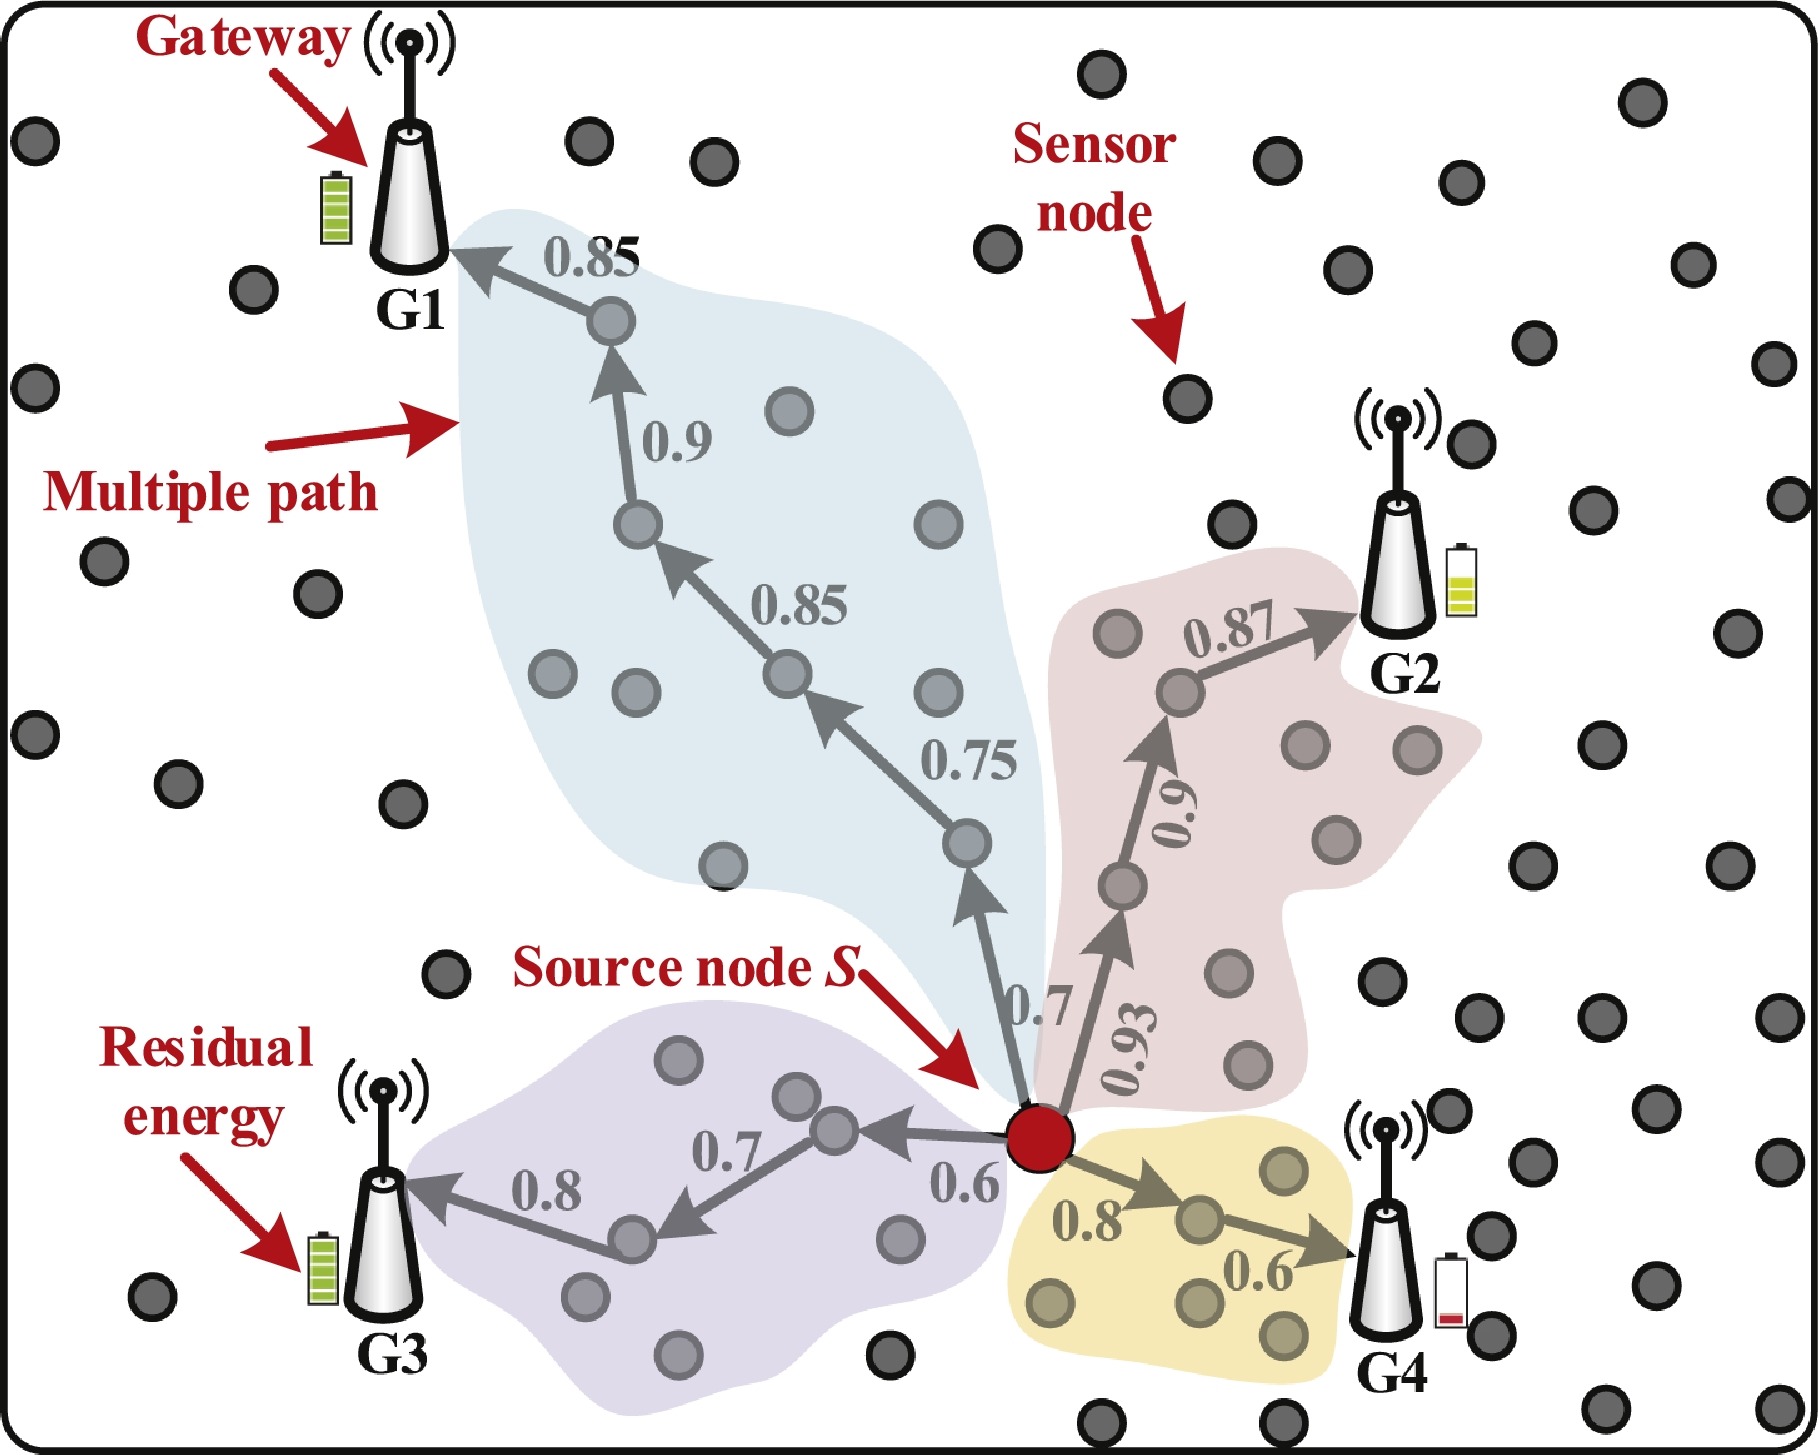 Gateway
G1
Sensor
node
0.85
0.9
Multiple path
0.85
0.75
0.87
G2
0.9
Source node S
0.7
0.93
Residual
energy
0.7
0.8
0.6
G3
0.8
0.6
G4